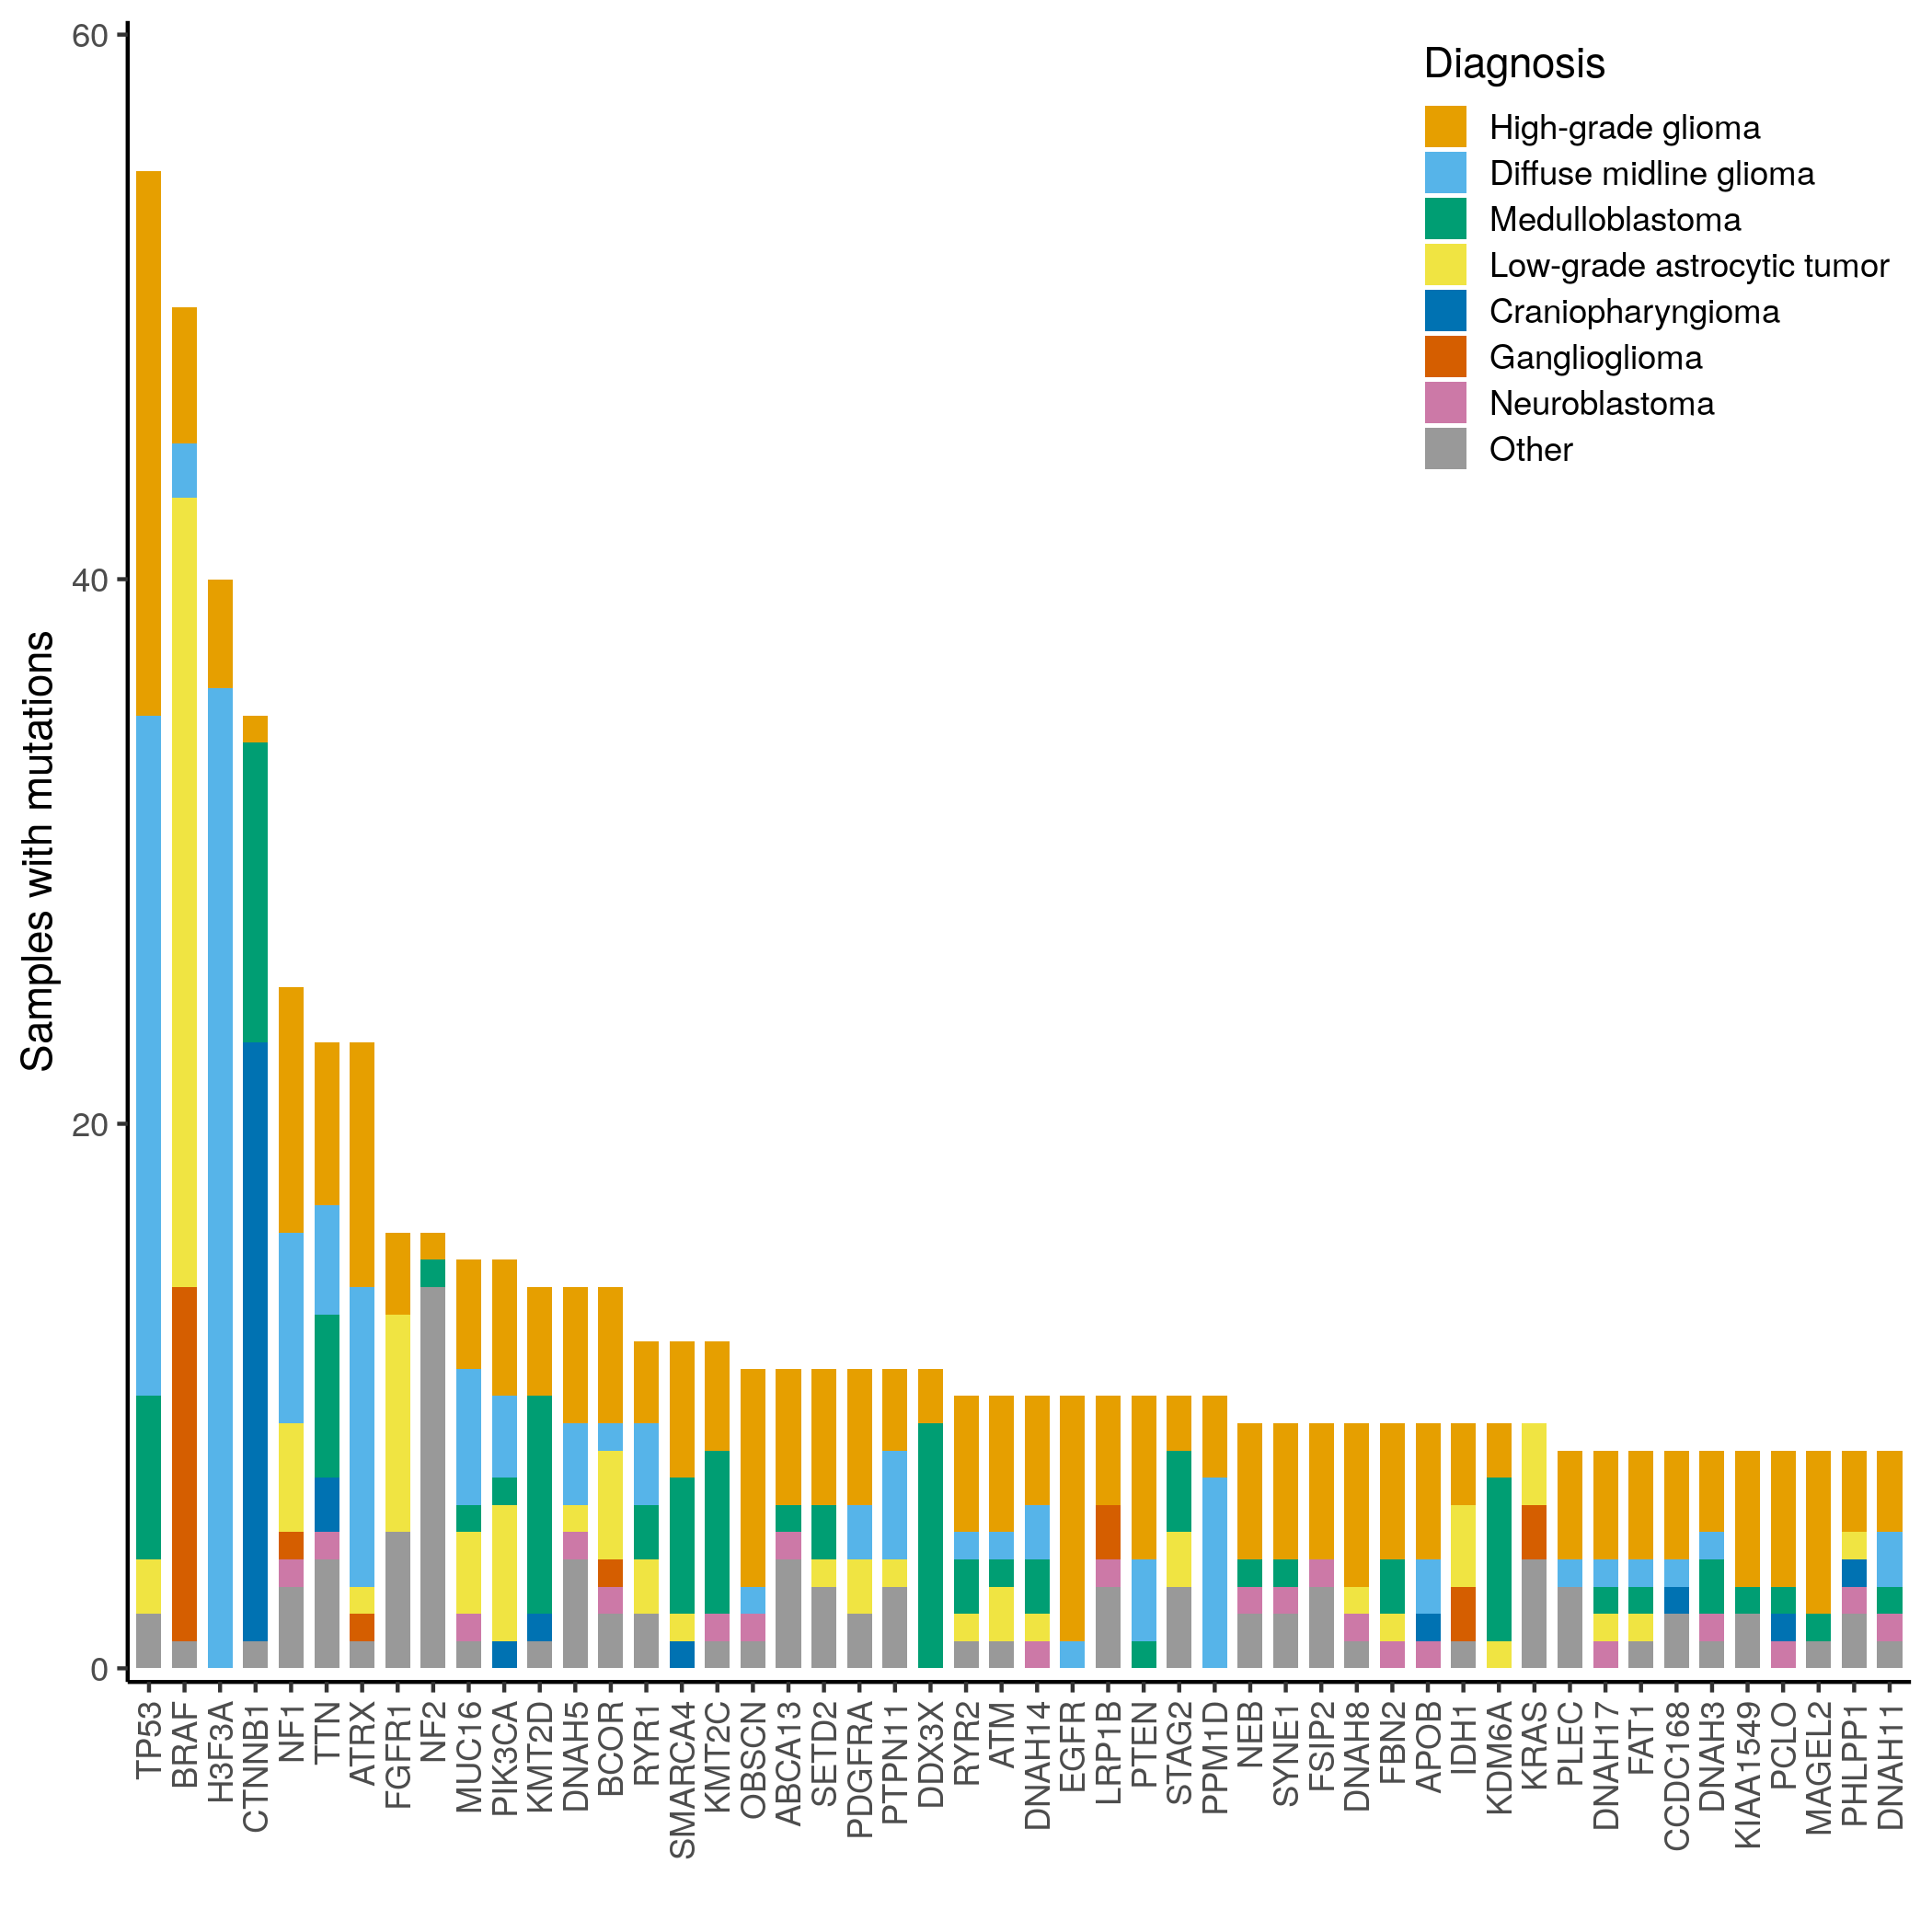 60
40
20
0
Samples with mutations
Diagnosis
High-grade glioma
Diffuse midline glioma
Medulloblastoma
Low-grade astrocytic tumor
Craniopharyngioma
Ganglioglioma
Neuroblastoma
Other
TP53
BRAF
H3F3A
CTNNB1
NF1
TTN
ATRX
FGFR1
NF2
MUC16
PIK3CA
KMT2D
DNAH5
BCOR
RYR1
SMARCA4
KMT2C
OBSCN
ABCA13
SETD2
PDGFRA
PTPN11
DDX3X
RYR2
ATM
DNAH14
EGFR
LRP1B
PTEN
STAG2
PPM1D
NEB
SYNE1
FSIP2
DNAH8
FBN2
APOB
IDH1
KDM6A
KRAS
PLEC
DNAH17
FAT1
CCDC168
DNAH3
KIAA1549
PCLO
MAGEL2
PHLPP1
DNAH11